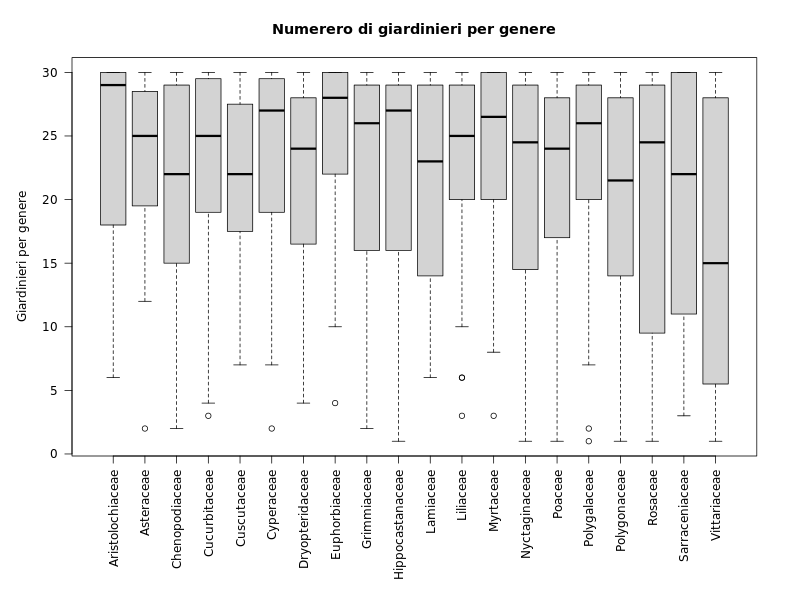 Numerero di giardinieri per genere
Giardinieri per genere
30
25
20
15
10
5
0
Aristolochiaceae
Asteraceae
Chenopodiaceae
Cucurbitaceae
Cuscutaceae
Cyperaceae
Dryopteridaceae
Euphorbiaceae
Grimmiaceae
Hippocastanaceae
Lamiaceae
Liliaceae
Myrtaceae
Nyctaginaceae
Poaceae
Polygalaceae
Polygonaceae
Rosaceae
Sarraceniaceae
Vittariaceae